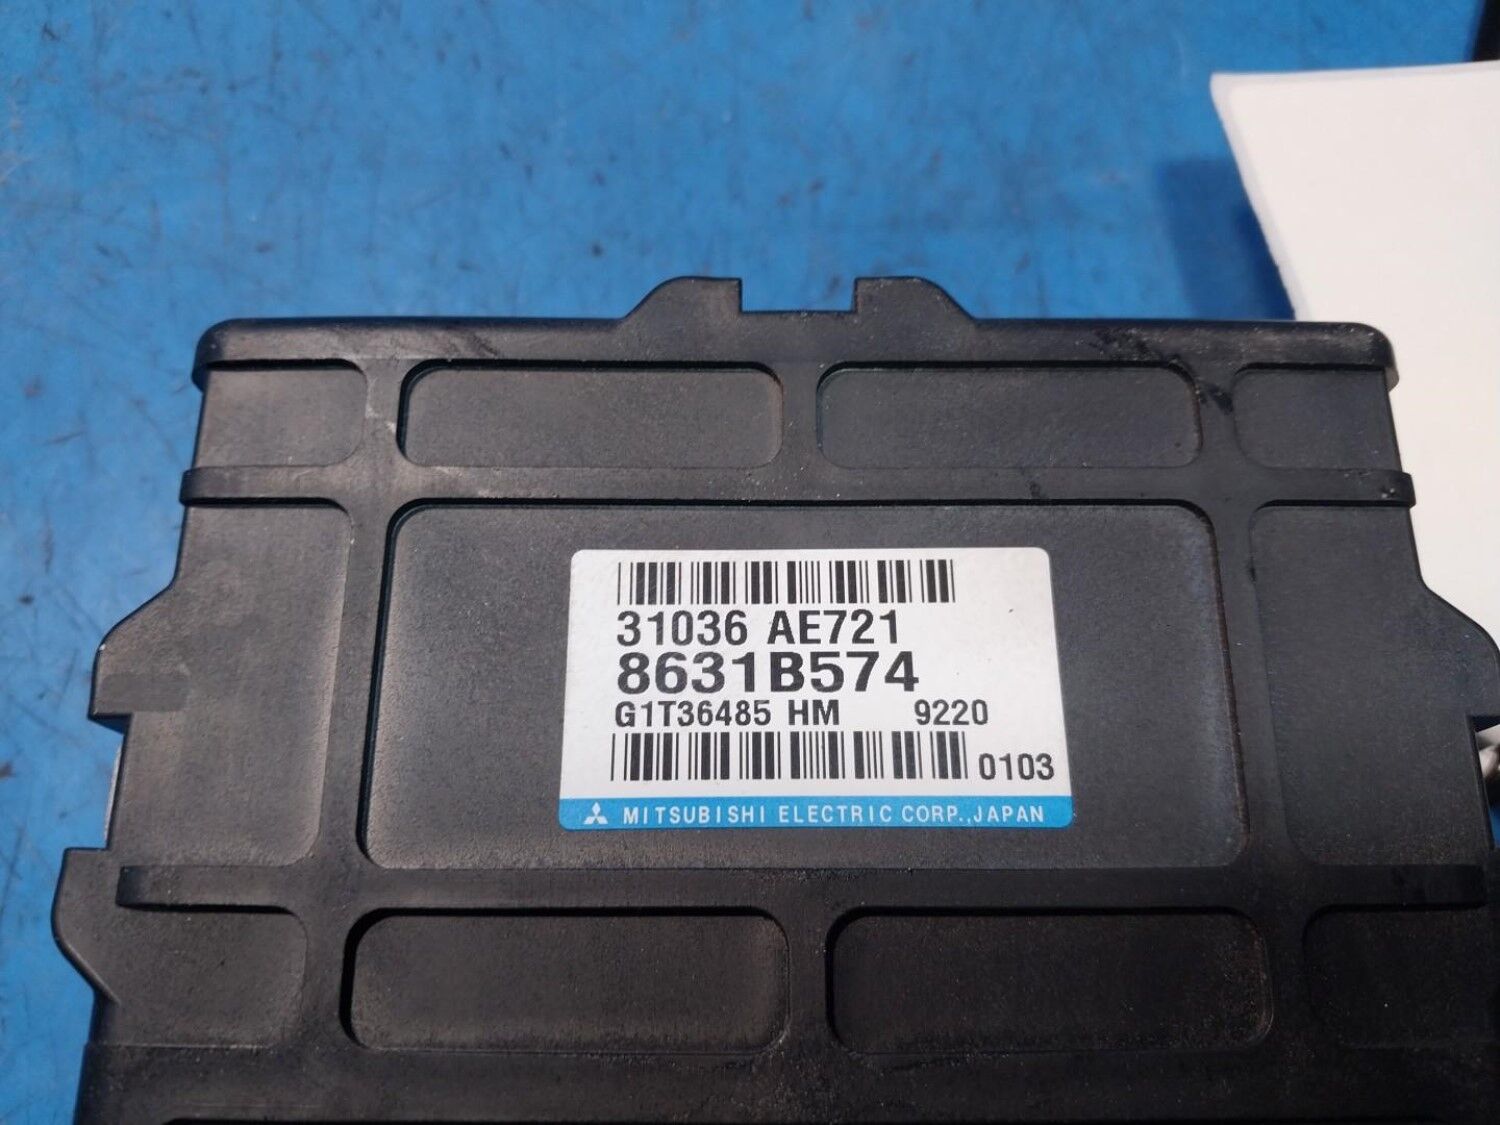 31036 AE721
8631B574
G1T36485 HM 9220
0103
MITSUBISHI ELECTRIC CORP.,JAPAN